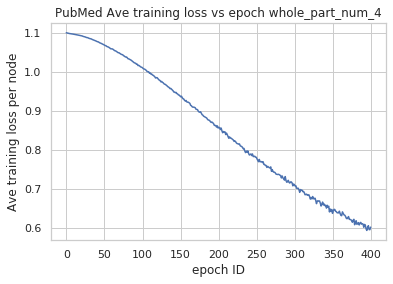 PubMed Ave training loss vs epoch whole_part_num_4
Ave training loss per node
1.1
1.0
0.9
0.8
0.7
0.6
0 50 100 150 200 250 300 350 400
epoch ID